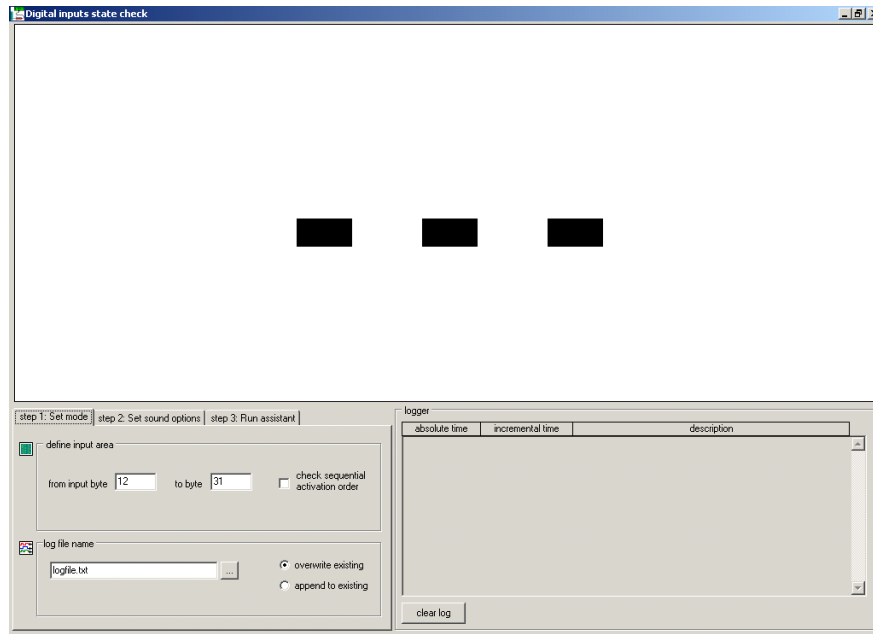 Digital inputs state check
step 1: Set mode
step 2: Set sound options
step 3: Run assistant
define input area
from input byte 12 to byte 31
check sequential
activation order
log file name
logfile.txt ...
overwrite existing
append to existing
logger
absolute time incremental time description
clear log